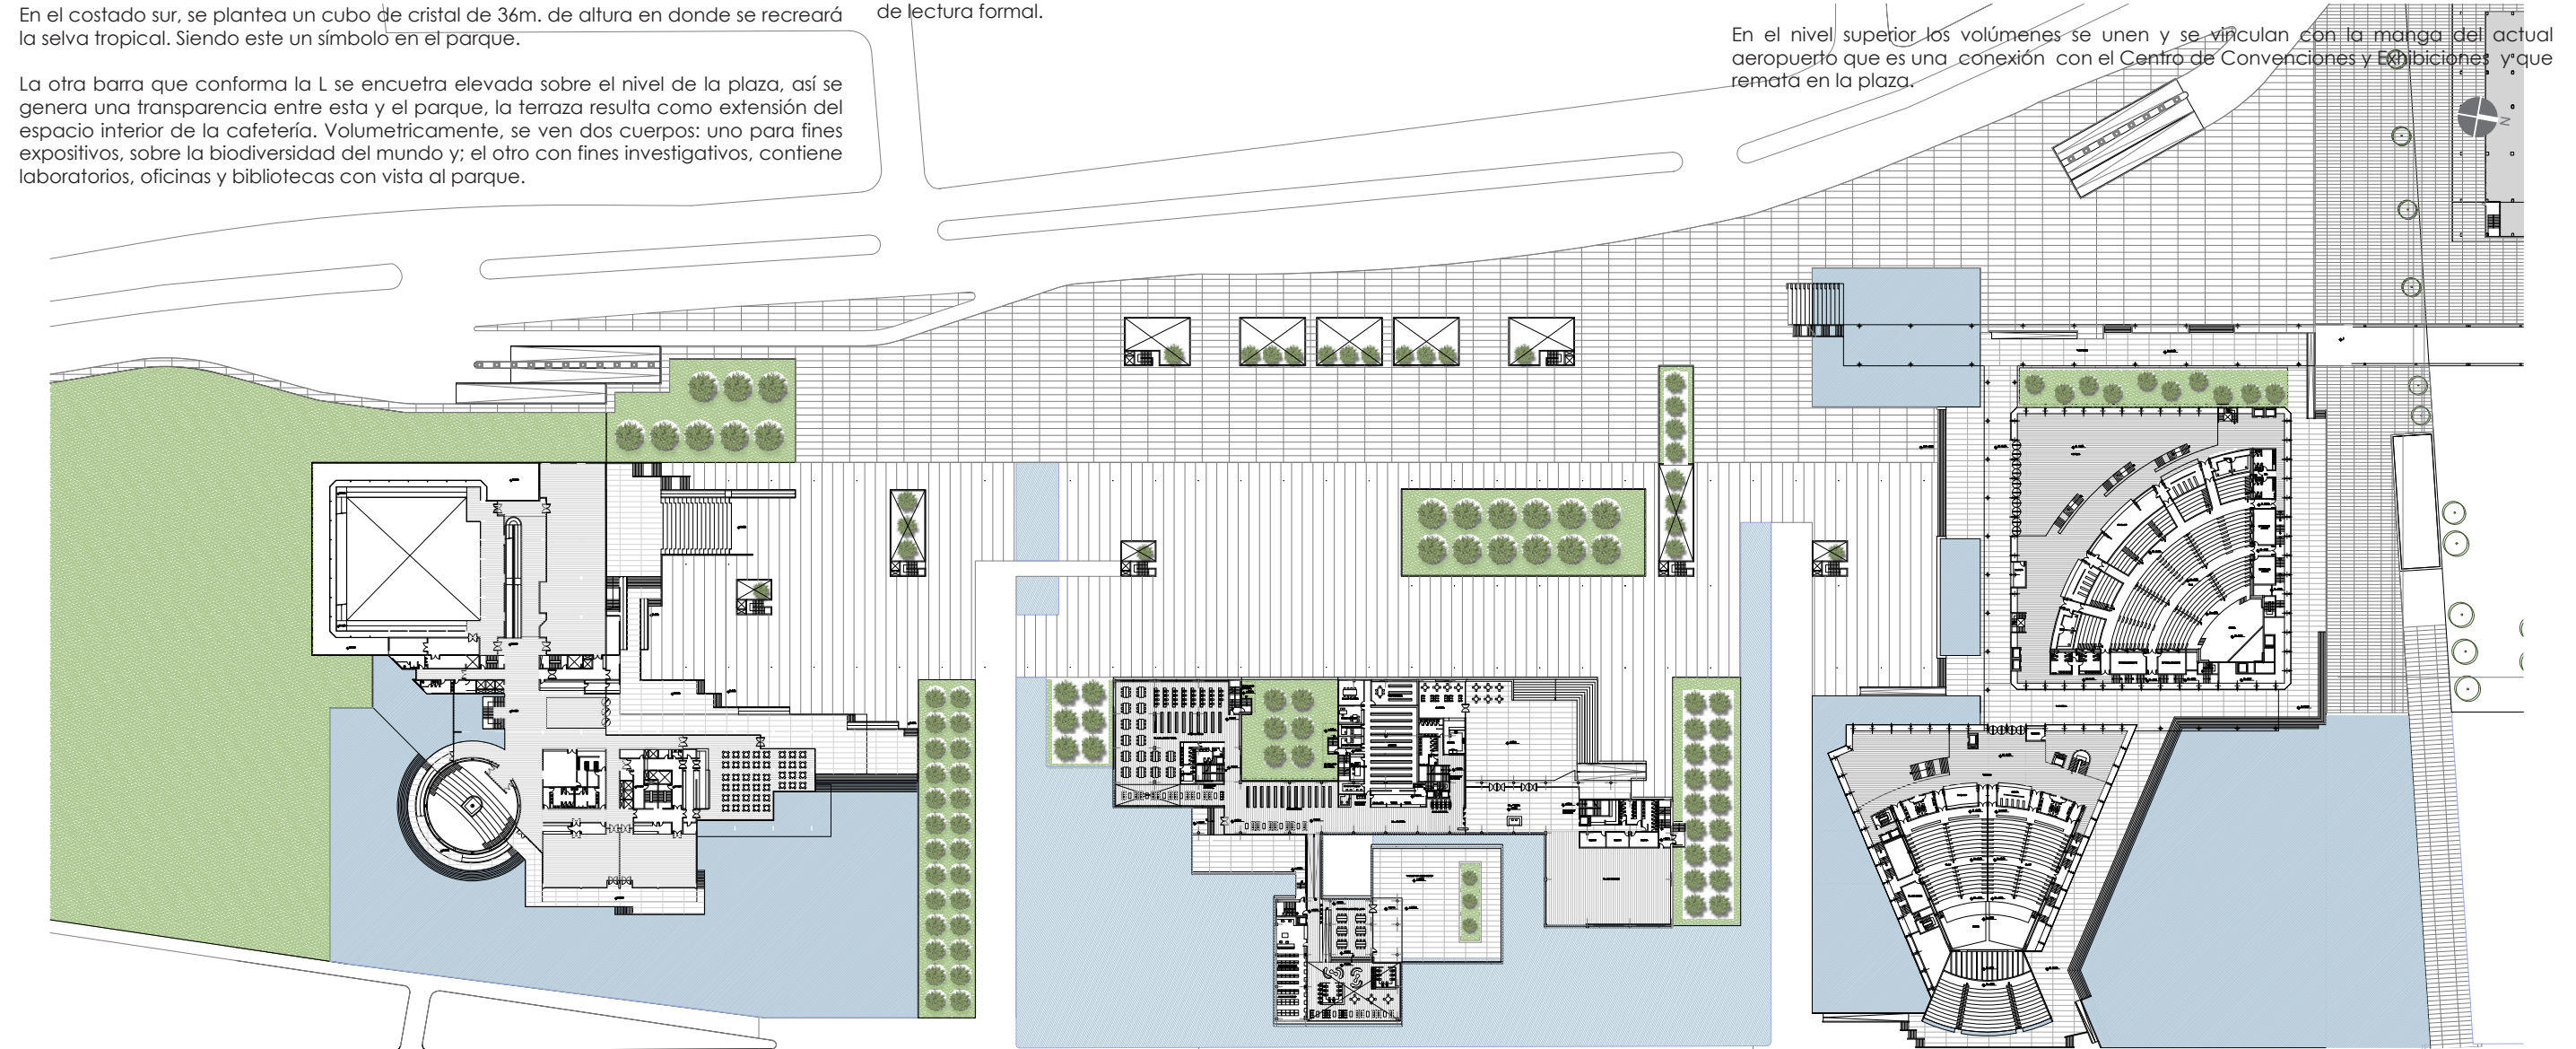 En el costado sur, se plantea un cubo de cristal de 36m. de altura en donde se recreará
la selva tropical. Siendo este un símbolo en el parque.
La otra barra que conforma la L se encuetra elevada sobre el nivel de la plaza, así se
genera una transparencia entre esta y el parque, la terraza resulta como extensión del
espacio interior de la cafetería. Volumetricamente, se ven dos cuerpos: uno para fines
expositivos, sobre la biodiversidad del mundo y; el otro con fines investigativos, contiene
laboratorios, oficinas y bibliotecas con vista al parque.
de lectura formal.
En el nivel superior los volúmenes se unen y se vinculan con la manga del actual
aeropuerto que es una conexión con el Centro de Convenciones y Exhibiciones y que
remata en la plaza.
N